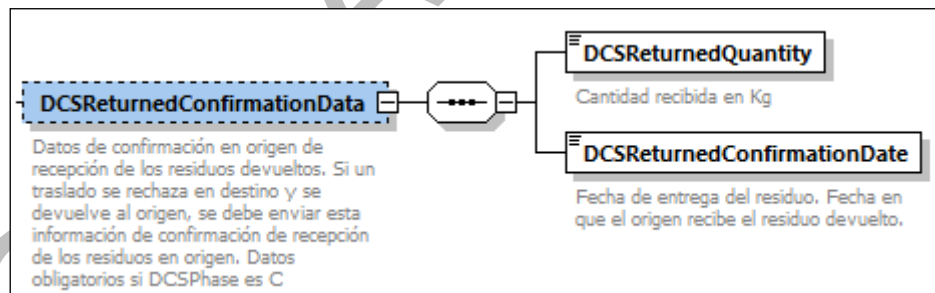 DCSReturnedConfirmationData
Datos de confirmación en origen de
recepción de los residuos devueltos. Si un
traslado se rechaza en destino y se
devuelve al origen, se debe enviar esta
información de confirmación de recepción
de los residuos en origen. Datos
obligatorios si DCSPhase es C
DCSReturnedQuantity
Cantidad recibida en Kg
DCSReturnedConfirmationDate
Fecha de entrega del residuo. Fecha en
que el origen recibe el residuo devuelto.